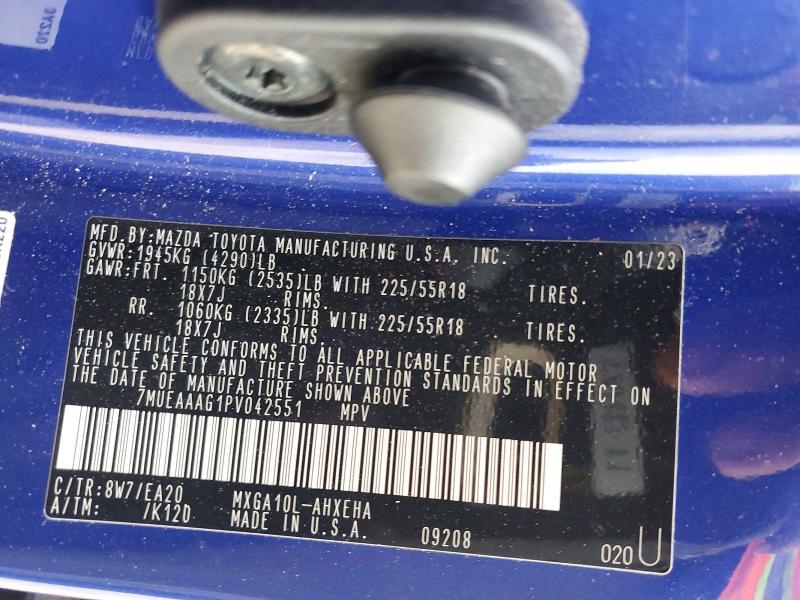 MFD.BY:MAZDA TOYOTA MANUFACTURING U.S.A, INC. 01/23
GVWR:1945KG (4290)LB
GAWR:FRT. 1150KG (2535)LB WITH 225/55R18 TIRES.
18X7J RIMS.
RR. 1060KG (2335)LB WITH 225/55R18 TIRES.
18X7J RIMS.
THIS VEHICLE CONFORMS TO ALL APPLICABLE FEDERAL MOTOR
VEHICLE SAFETY AND THEFT PREVENTION STANDARDS IN EFFECT ON
THE DATE OF MANUFACTURE SHOWN ABOVE
7MUEAAAG1PV042551 MPV
C/TR:8W7/EA20 MXGA10L-AHXEHA
A/TM: /K120 MADE IN U.S.A. 09208 020 U